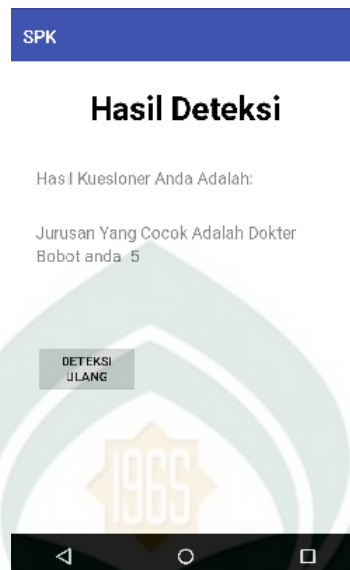 SPK
Hasil Deteksi
Hasil Kuesioner Anda Adalah:
Jurusan Yang Cocok Adalah Dokter
Bobot anda 5
DETEKSI
ULANG
1965